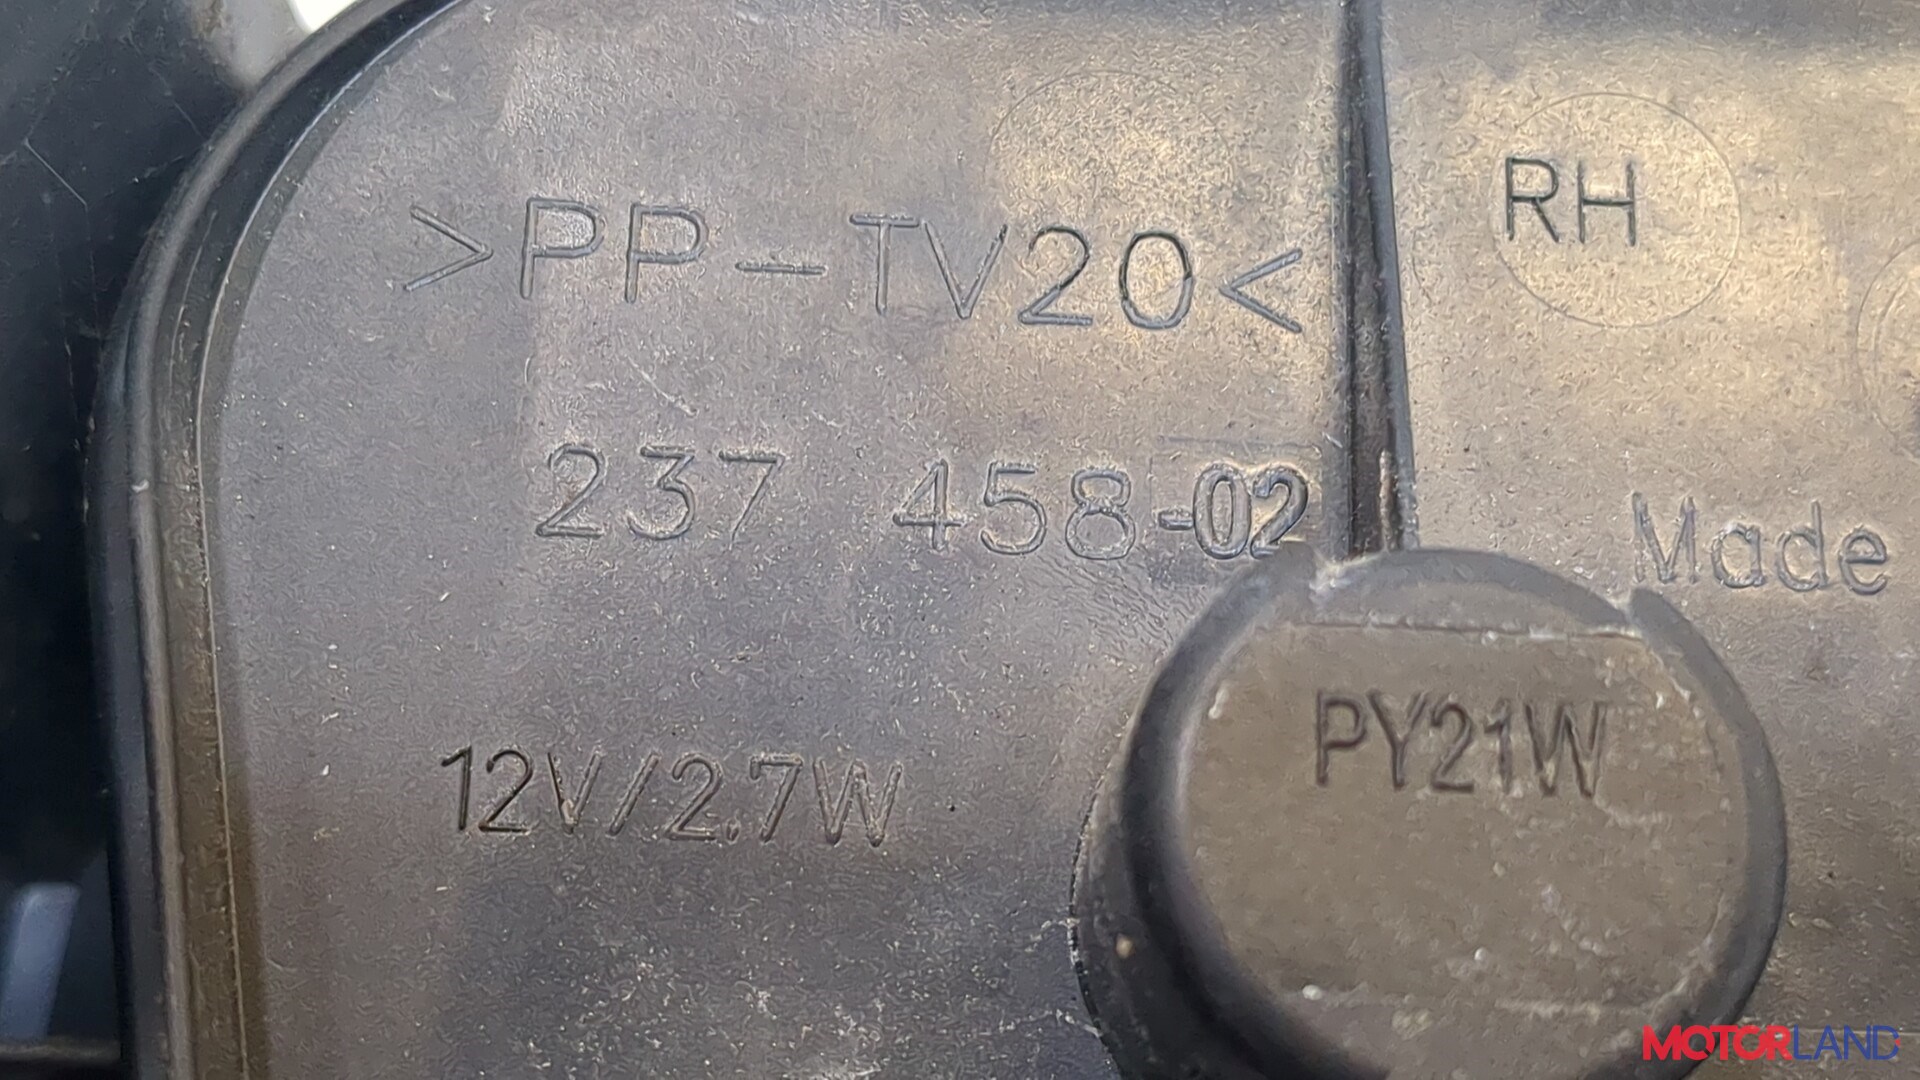 >PP-TV20<
RH
237 458-02
Made
12V/2.7W
PY21W
MOTORLAND